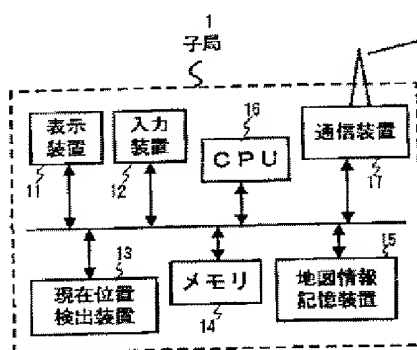 1
子局
表示
装置
11
入力
装置
12
16
CPU
通信装置
17
13
現在位置
検出装置
メモリ
14
15
地図情報
記憶装置